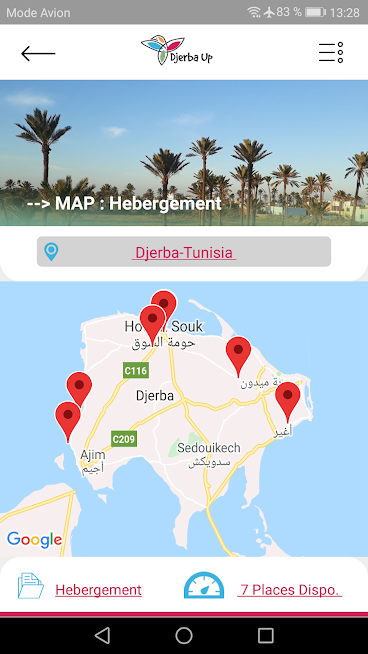 Mode Avion 83 % 13:28
Djerba Up
--> MAP : Hebergement
Djerba-Tunisia
Souk
حومة السوق
C116
ميدون
Djerba
أغير
C209
Ajim
أجيم
Sedouikech
سدويكش
Google
Hebergement 7 Places Dispo.